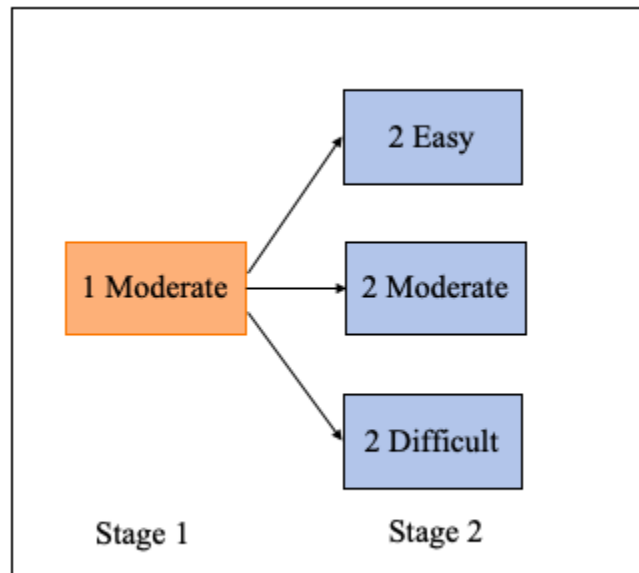 2 Easy
1 Moderate
2 Moderate
2 Difficult
Stage 1
Stage 2